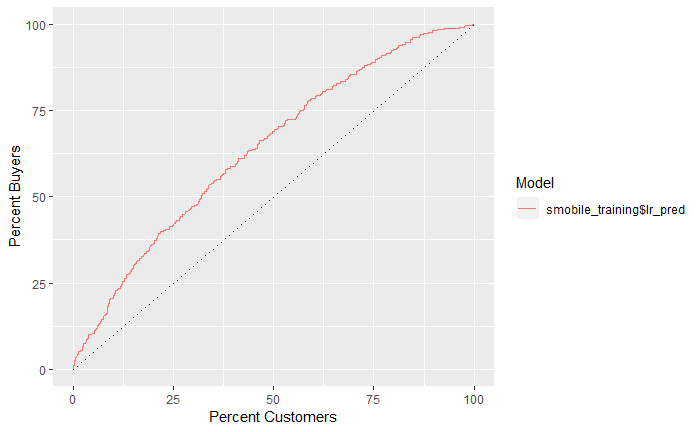 100
75
50
25
0
Percent Buyers
0 25 50 75 100
Percent Customers
Model
smobile_training$lr_pred